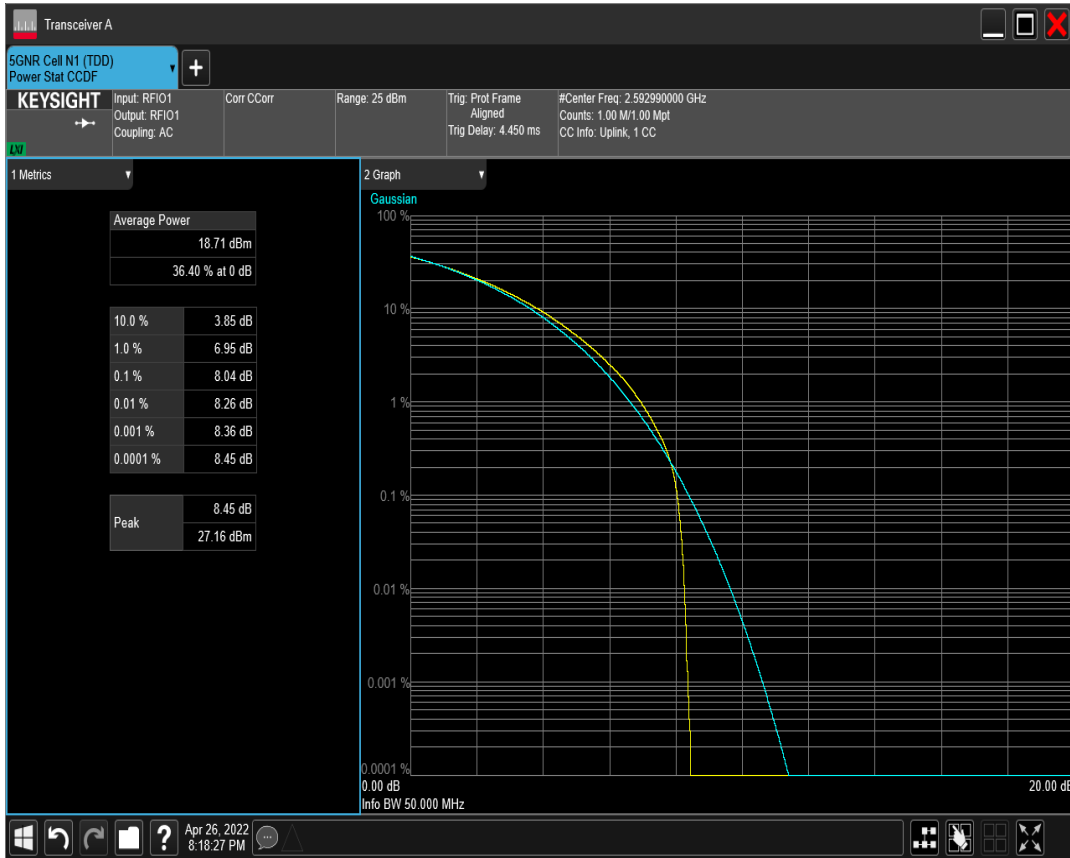 Transceiver A
5GNR Cell N1 (TDD)
Power Stat CCDF
KEYSIGHT
LXI
Input: RFIO1
Output: RFIO1
Coupling: AC
Corr CCorr
Range: 25 dBm
Trig: Prot Frame
Aligned
Trig Delay: 4.450 ms
#Center Freq: 2.592990000 GHz
Counts: 1.00 M/1.00 Mpt
CC Info: Uplink, 1 CC
1 Metrics
Average Power
18.71 dBm
36.40 % at 0 dB
10.0 % 3.85 dB
1.0 % 6.95 dB
0.1 % 8.04 dB
0.01 % 8.26 dB
0.001 % 8.36 dB
0.0001 % 8.45 dB
Peak
8.45 dB
27.16 dBm
2 Graph
Gaussian
100 %
10 %
1 %
0.1 %
0.01 %
0.001 %
0.0001 %
0.00 dB
20.00 dB
Info BW 50.000 MHz
Apr 26, 2022
8:18:27 PM